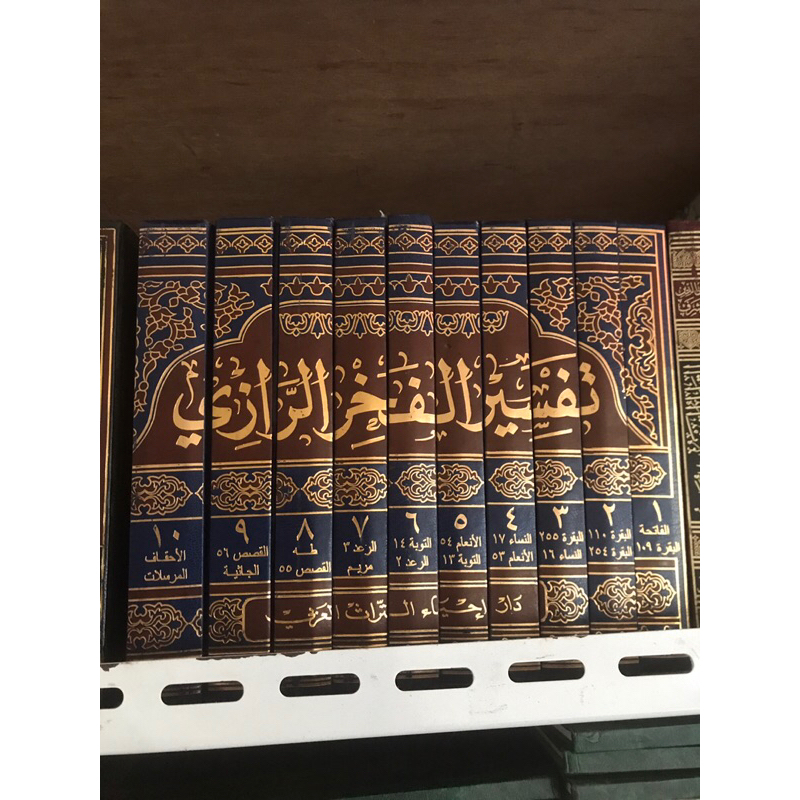 تفسير الفخر الرازي
١
الفاتحة
البقرة ١٠٩
٢
البقرة ١١٠
البقرة ٢٥٤
٣
البقرة ٢٥٥
النساء ١٦
٤
النساء ١٧
الأنعام ٥٣
٥
الأنعام ٥٤
التوبة ١٣
٦
التوبة ١٤
الرعد ٢
٧
الرعد ٣
مريم
٨
طه
القصص ٥٥
٩
القصص ٥٦
الجاثية
١٠
الأحقاف
المرسلات
دار إحياء التراث العربي